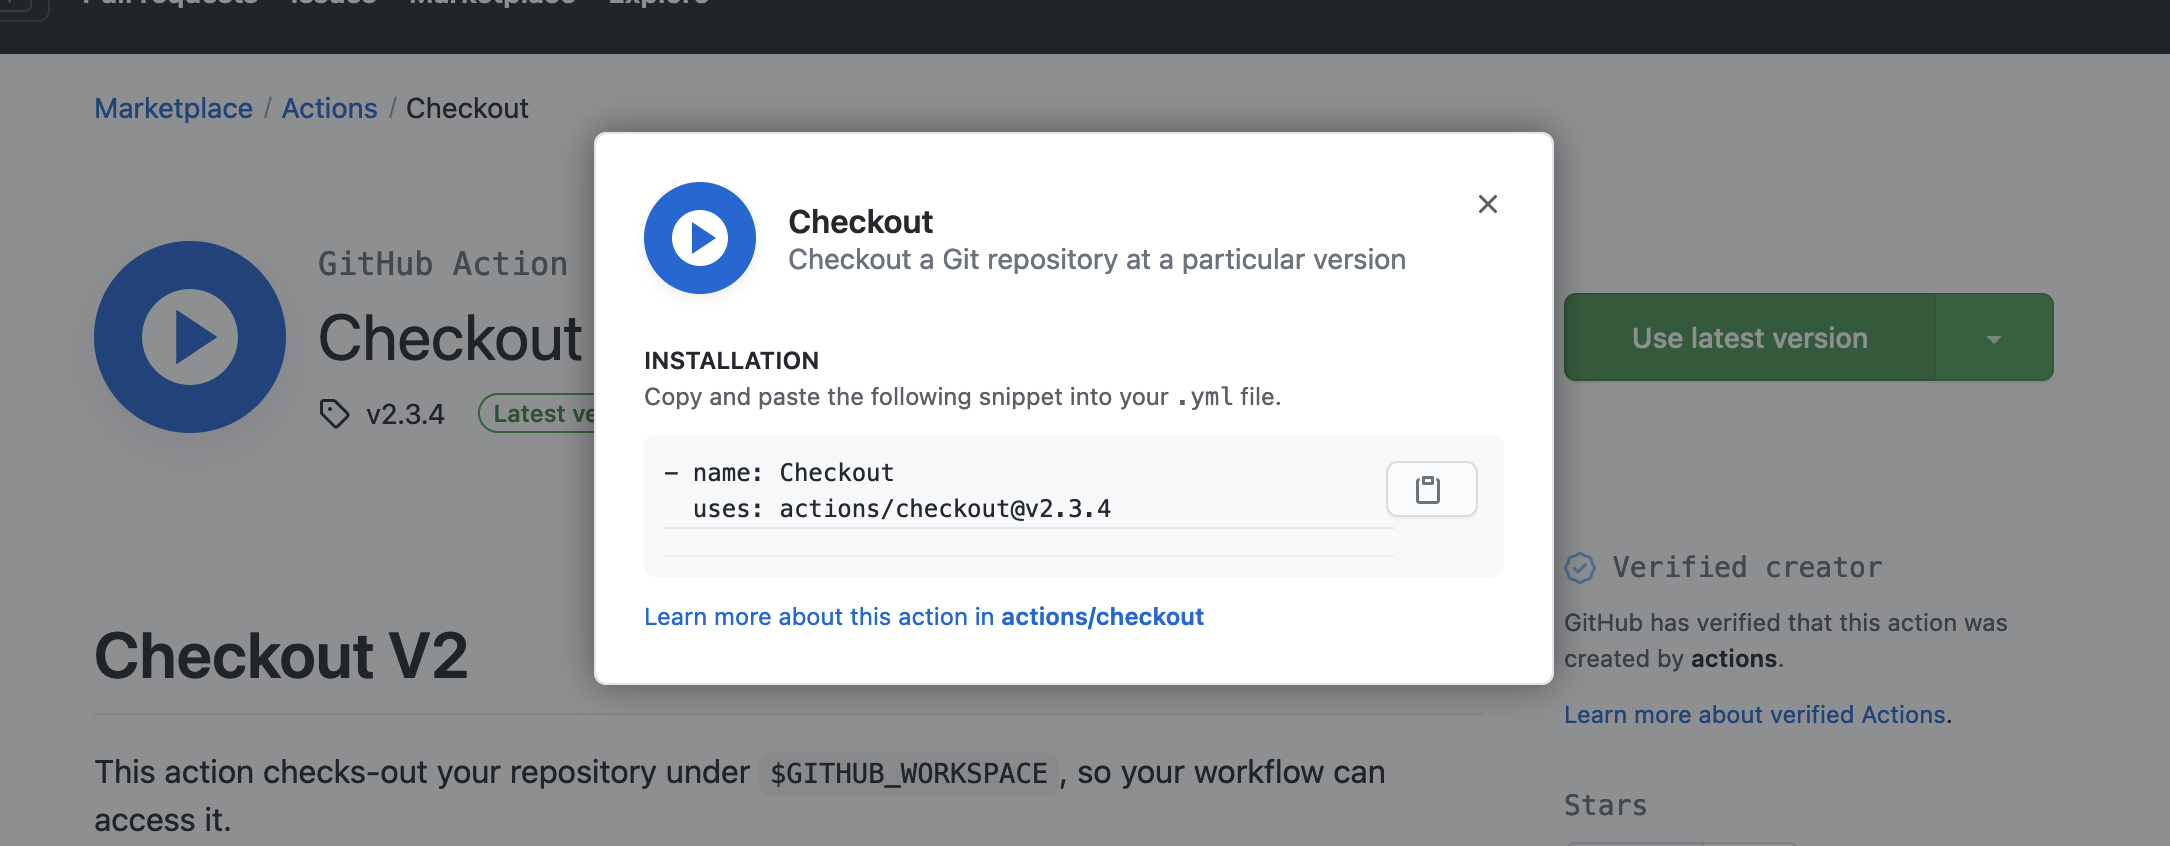 Pull requests Issues Marketplace Explore
Marketplace / Actions / Checkout
GitHub Action
Checkout
v2.3.4
Latest ve
Checkout
Checkout a Git repository at a particular version
INSTALLATION
Copy and paste the following snippet into your .yml file.
- name: Checkout
uses: actions/checkout@v2.3.4
Learn more about this action in actions/checkout
Use latest version
Verified creator
GitHub has verified that this action was
created by actions.
Learn more about verified Actions.
Stars
Checkout V2
This action checks-out your repository under $GITHUB_WORKSPACE, so your workflow can
access it.